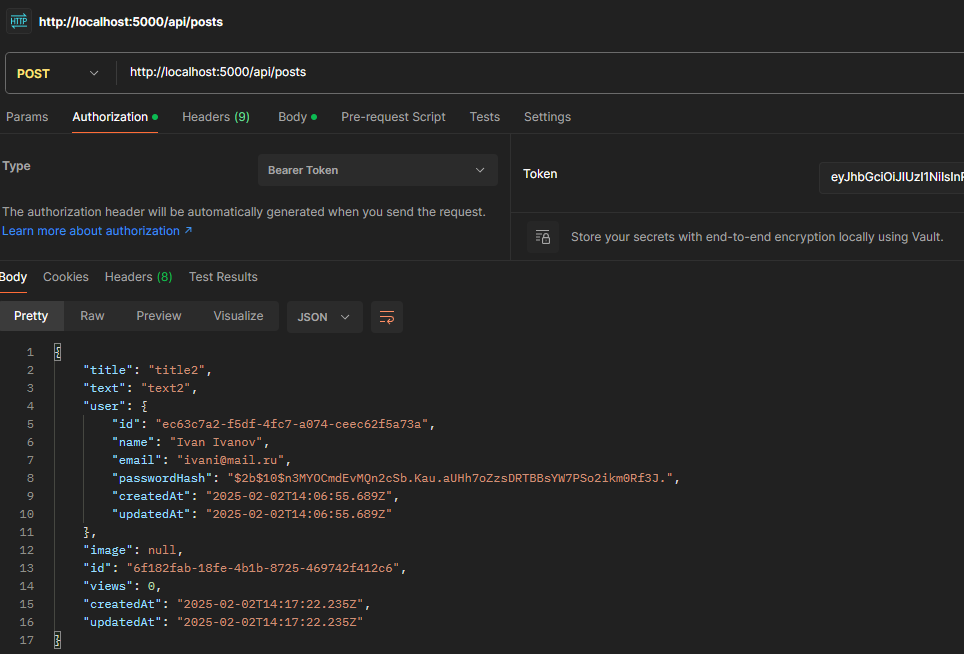 HTTP http://localhost:5000/api/posts
POST http://localhost:5000/api/posts
Params Authorization Headers (9) Body Pre-request Script Tests Settings
Type Bearer Token
The authorization header will be automatically generated when you send the request.
Learn more about authorization ↗
Token eyJhbGciOiJIUzI1NiIsInR
Store your secrets with end-to-end encryption locally using Vault.
Body Cookies Headers (8) Test Results
Pretty Raw Preview Visualize JSON
1 {
2 "title": "title2",
3 "text": "text2",
4 "user": {
5 "id": "ec63c7a2-f5df-4fc7-a074-ceec62f5a73a",
6 "name": "Ivan Ivanov",
7 "email": "ivani@mail.ru",
8 "passwordHash": "$2b$10$n3MYOCmdEvMQn2cSb.Kau.aUHh7oZzsDRTBBsYW7PSo2ikm0Rf3J.",
9 "createdAt": "2025-02-02T14:06:55.689Z",
10 "updatedAt": "2025-02-02T14:06:55.689Z"
11 },
12 "image": null,
13 "id": "6f182fab-18fe-4b1b-8725-469742f412c6",
14 "views": 0,
15 "createdAt": "2025-02-02T14:17:22.235Z",
16 "updatedAt": "2025-02-02T14:17:22.235Z"
17 }